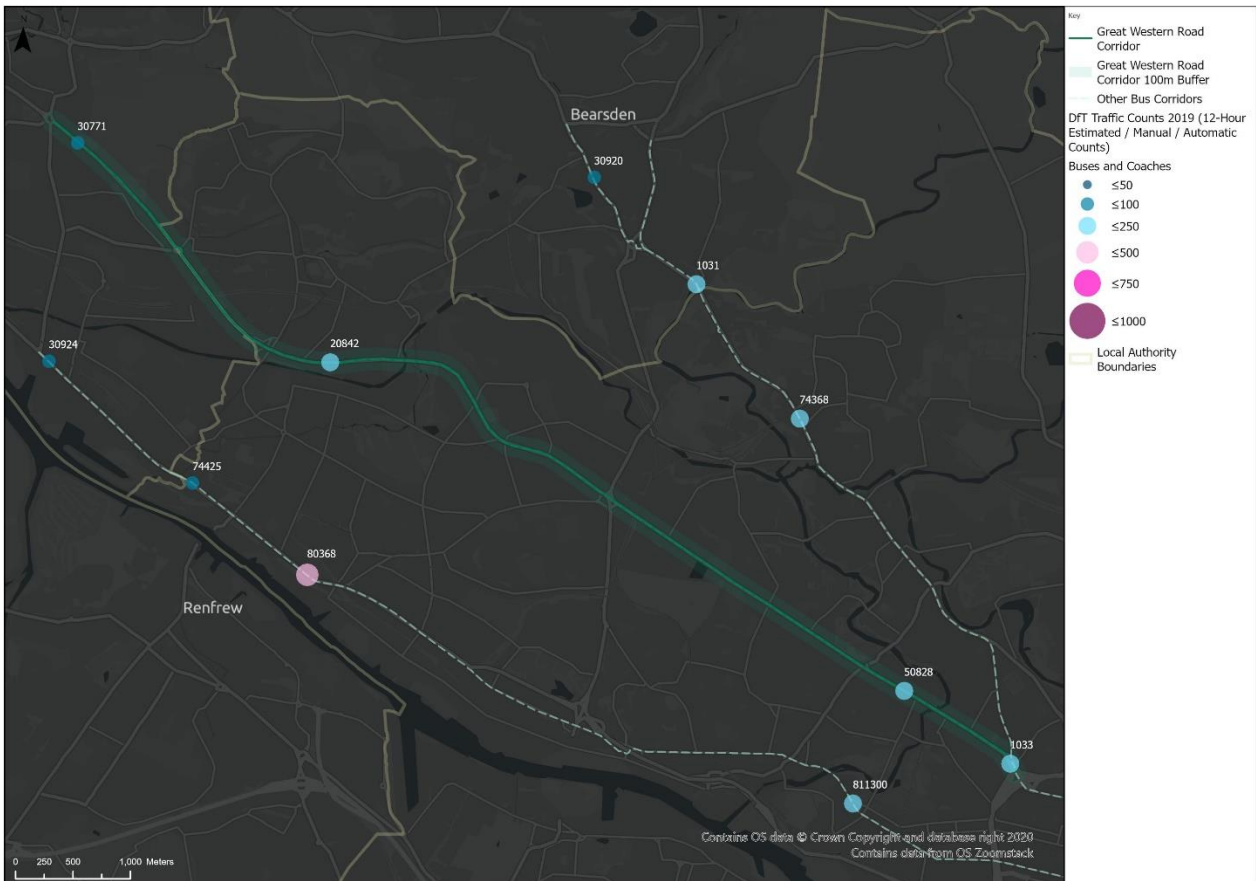 N
Bearsden
30771
30920
1031
30924
20842
74368
74425
80368
Renfrew
50828
1033
811300
Contains OS data © Crown Copyright and database right 2020
Contains data from OS Zoomstack
0 250 500 1,000 Meters
Key
Great Western Road
Corridor
Great Western Road
Corridor 100m Buffer
Other Bus Corridors
DfT Traffic Counts 2019 (12-Hour
Estimated / Manual / Automatic
Counts)
Buses and Coaches
≤50
≤100
≤250
≤500
≤750
≤1000
Local Authority
Boundaries